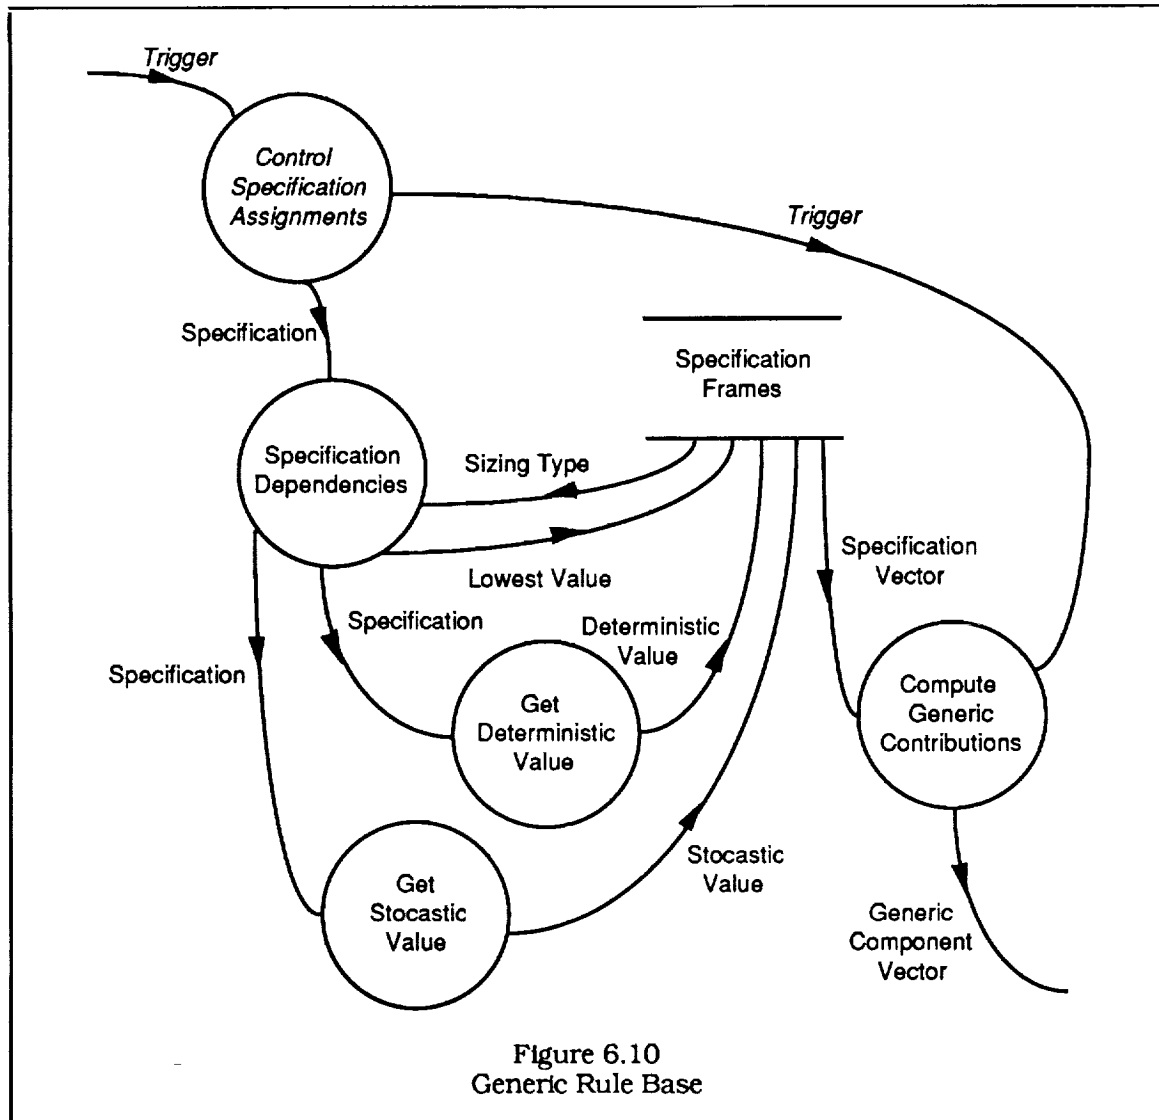 Trigger
Control
Specification
Assignments
Trigger
Specification
Specification
Frames
Specification
Dependencies
Sizing Type
Lowest Value
Specification
Vector
Specification
Deterministic
Value
Specification
Get
Deterministic
Value
Compute
Generic
Contributions
Stocastic
Value
Get
Stocastic
Value
Generic
Component
Vector
Figure 6.10
Generic Rule Base